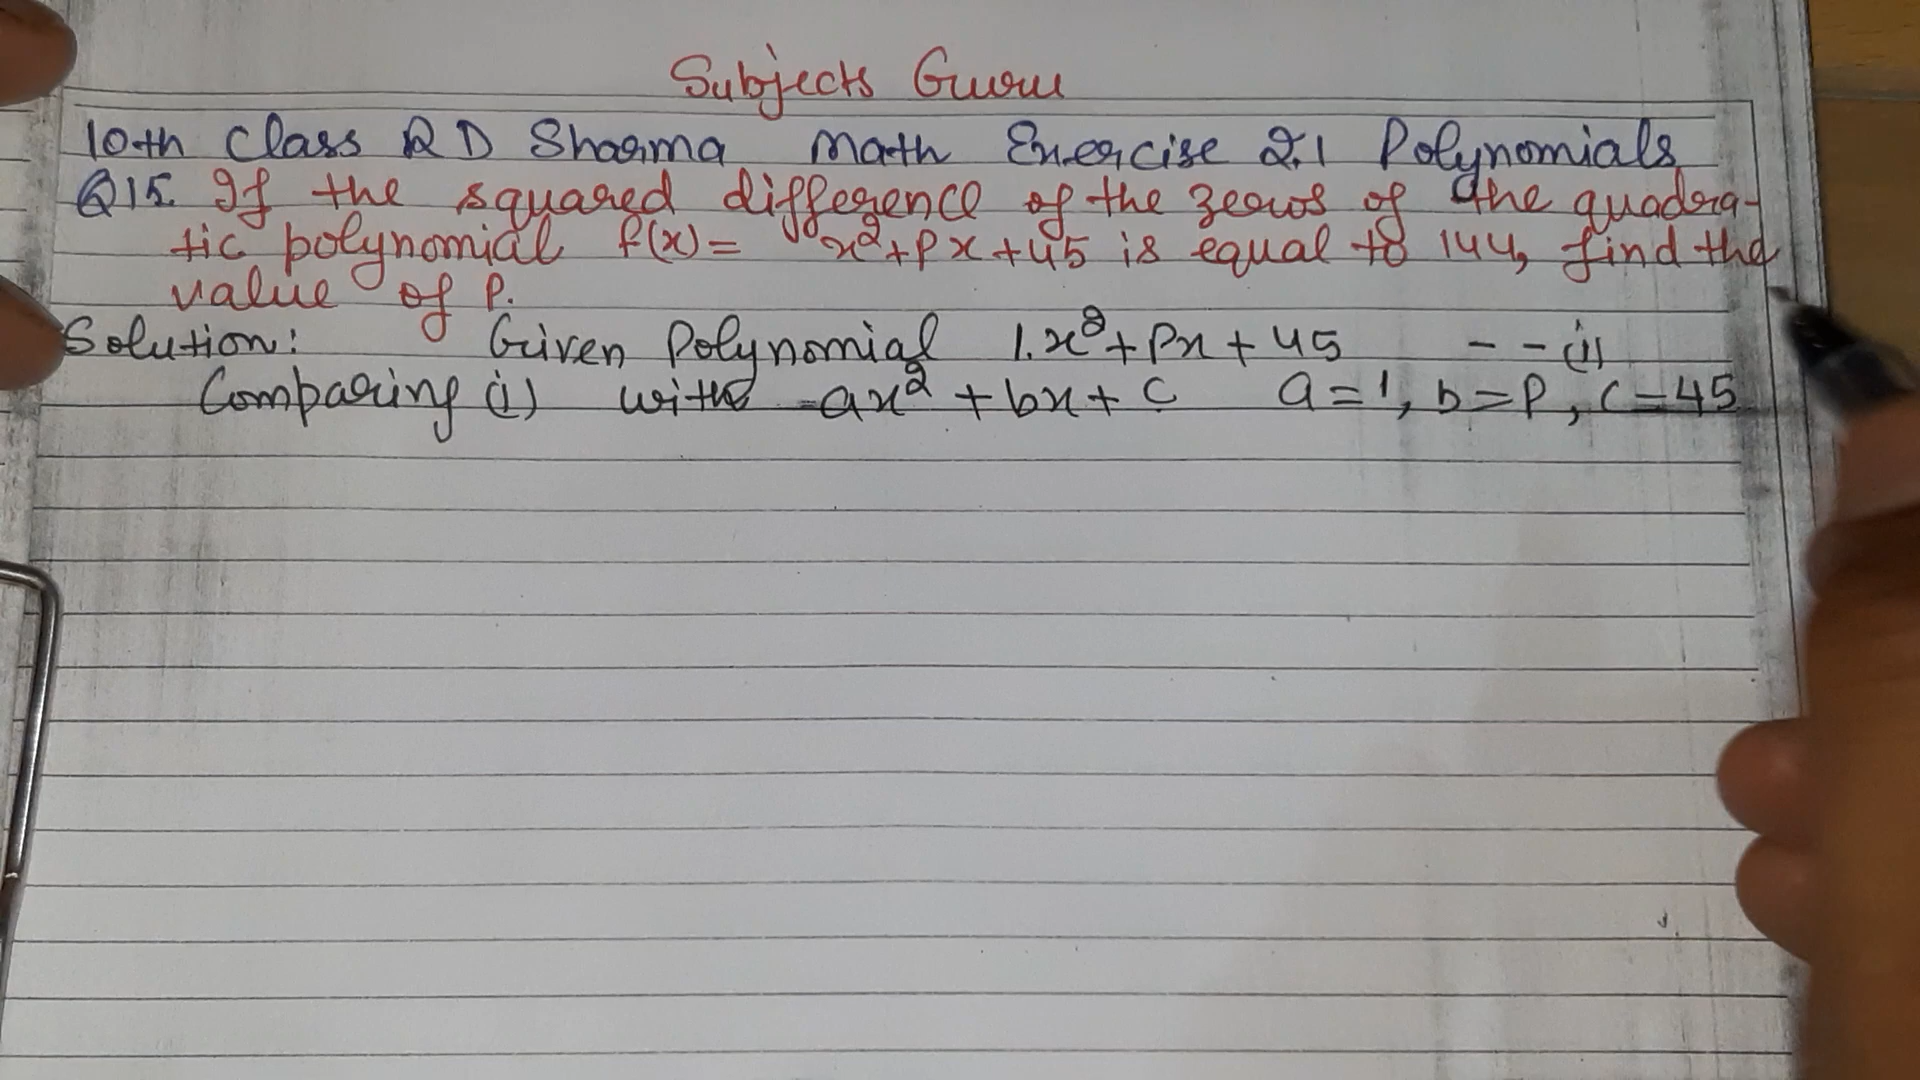 Subjects Guru
10th Class RD Sharma Math Exercise 2.1 Polynomials
Q15. If the squared difference of the zeros of the quadra-
tic polynomial f(x) = x²+px+45 is equal to 144, find the
value of P.
Solution: Given Polynomial 1.x²+Px+45 - - (i)
Comparing (i) with ax²+bx+c a=1, b=P, c=45